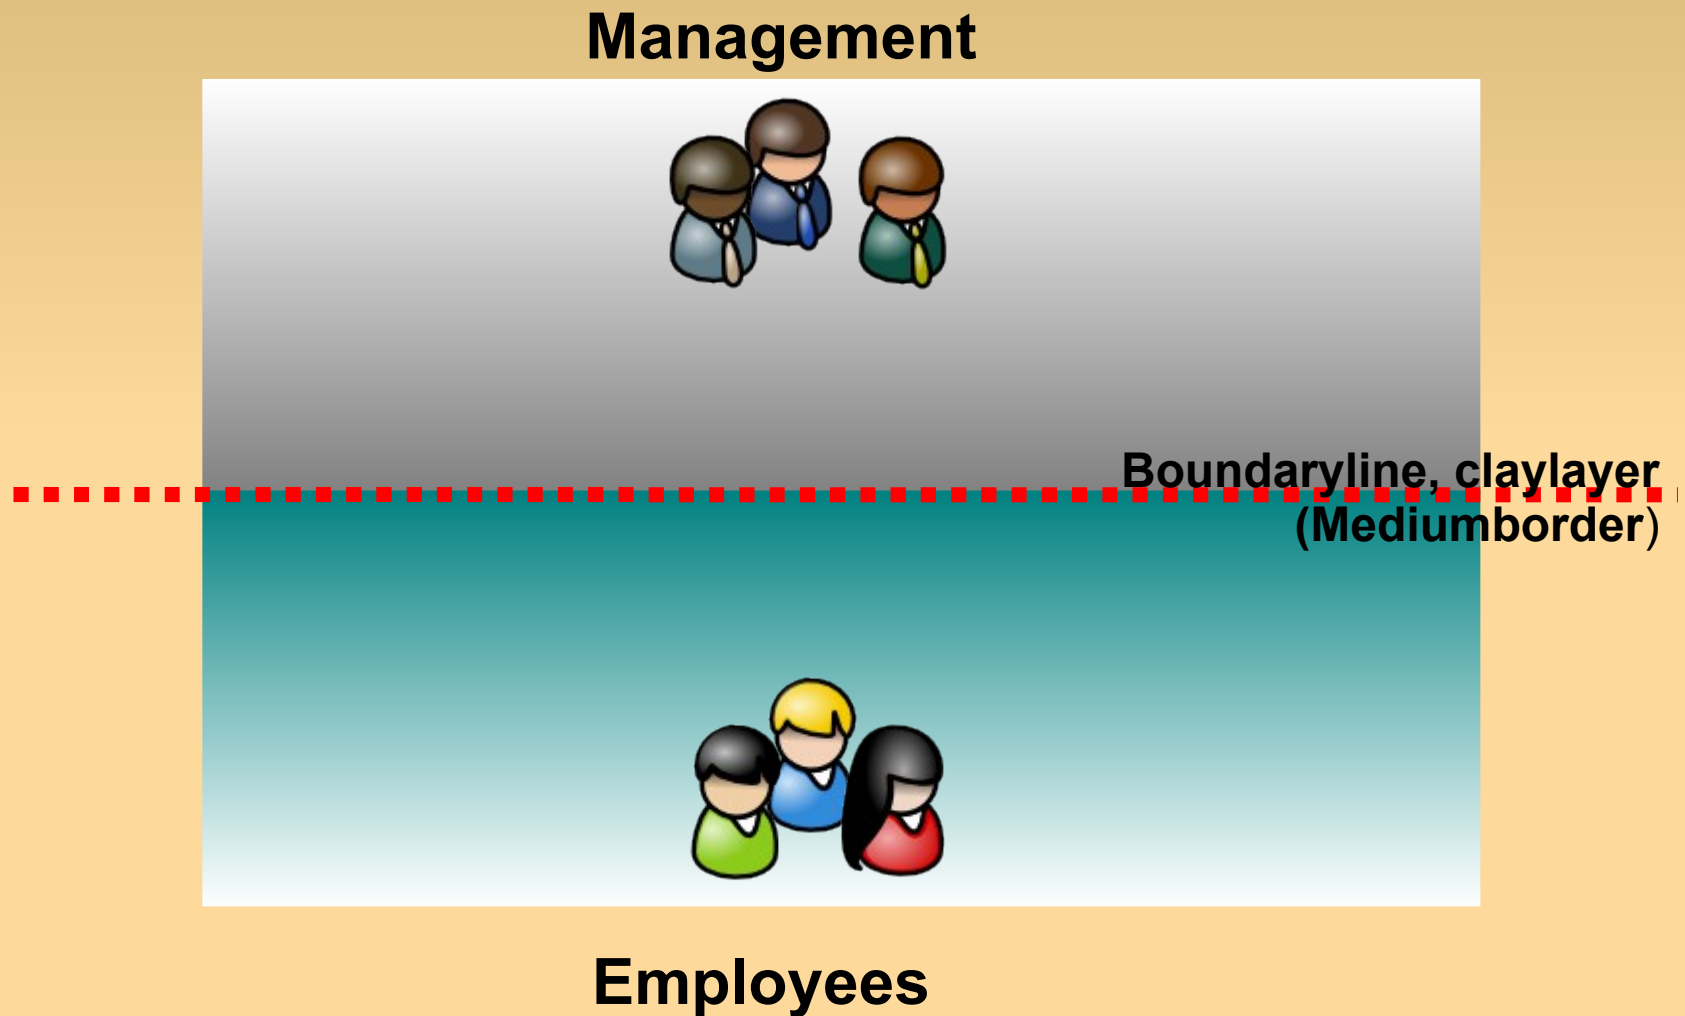 Management
Boundaryline, claylayer
(Mediumborder)
Employees